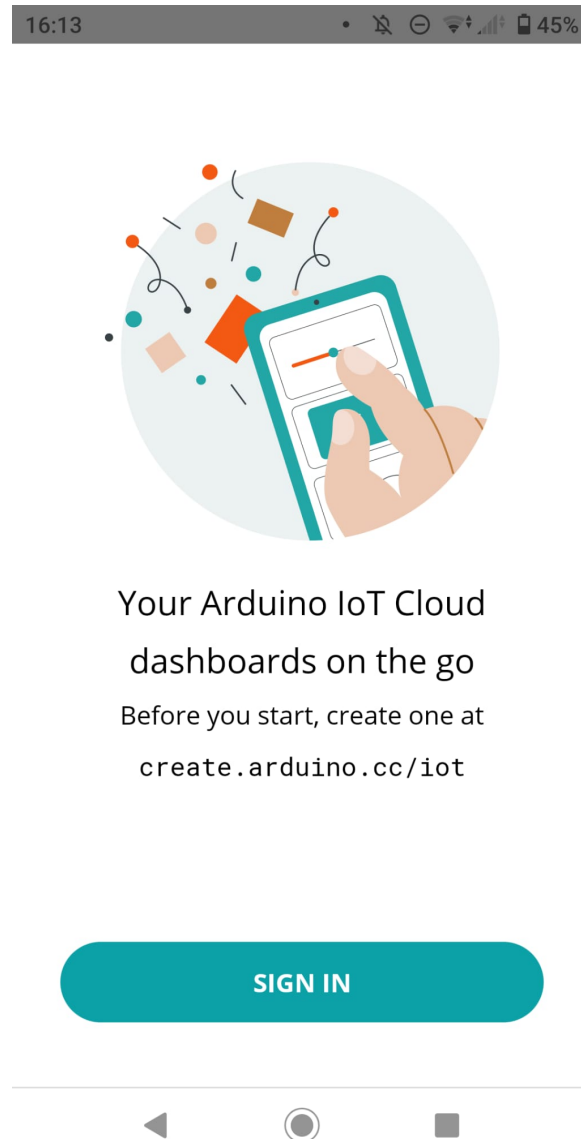 16:13
45%
Your Arduino IoT Cloud
dashboards on the go
Before you start, create one at
create.arduino.cc/iot
SIGN IN